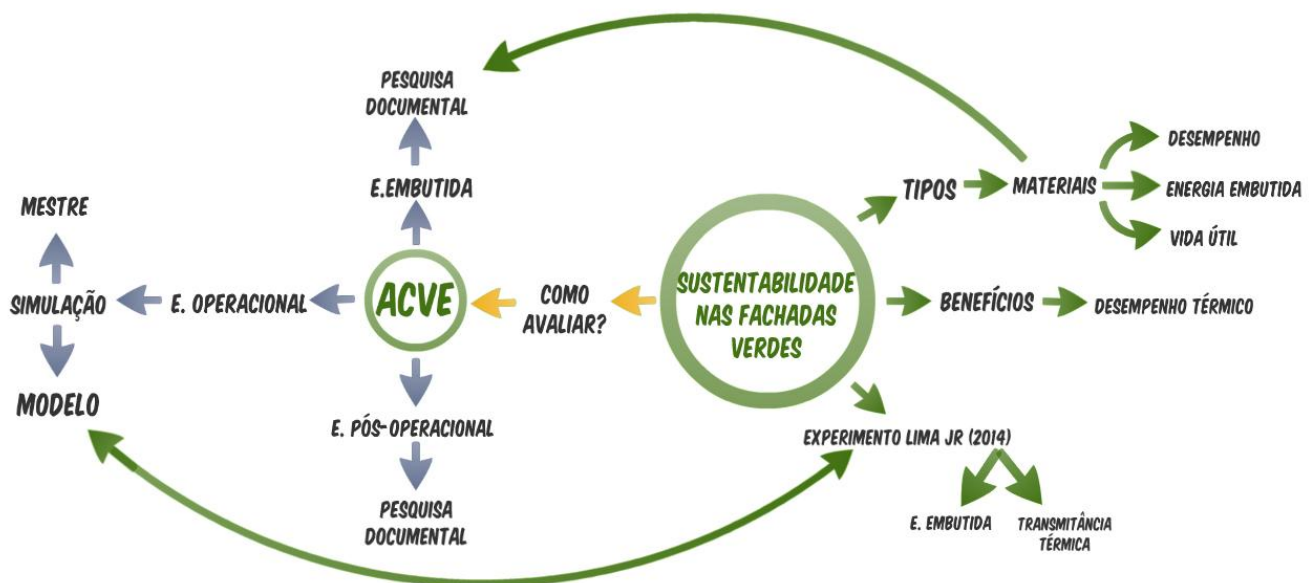 PESQUISA
DOCUMENTAL
E.EMBUTIDA
MESTRE
SIMULAÇÃO
E. OPERACIONAL
MODELO
ACVE
E. PÓS-OPERACIONAL
PESQUISA
DOCUMENTAL
COMO
AVALIAR?
SUSTENTABILIDADE
NAS FACHADAS
VERDES
TIPOS
MATERIAIS
DESEMPENHO
ENERGIA EMBUTIDA
VIDA ÚTIL
BENEFÍCIOS
DESEMPENHO TÉRMICO
EXPERIMENTO LIMA JR (2014)
E. EMBUTIDA
TRANSMITÂNCIA
TÉRMICA